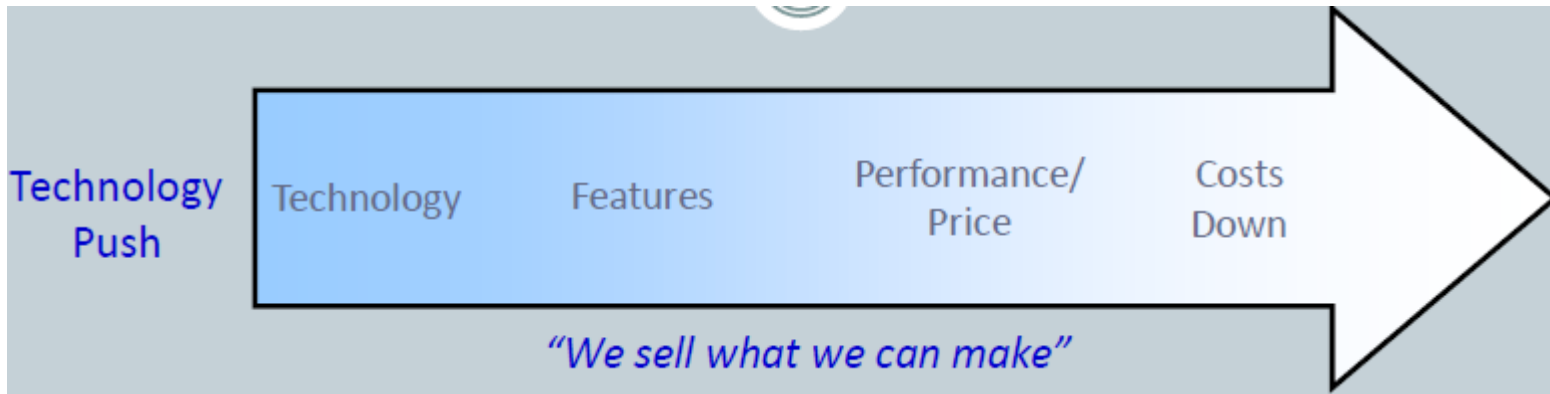 Technology
Push
Technology
Features
Performance/
Price
Costs
Down
“We sell what we can make”